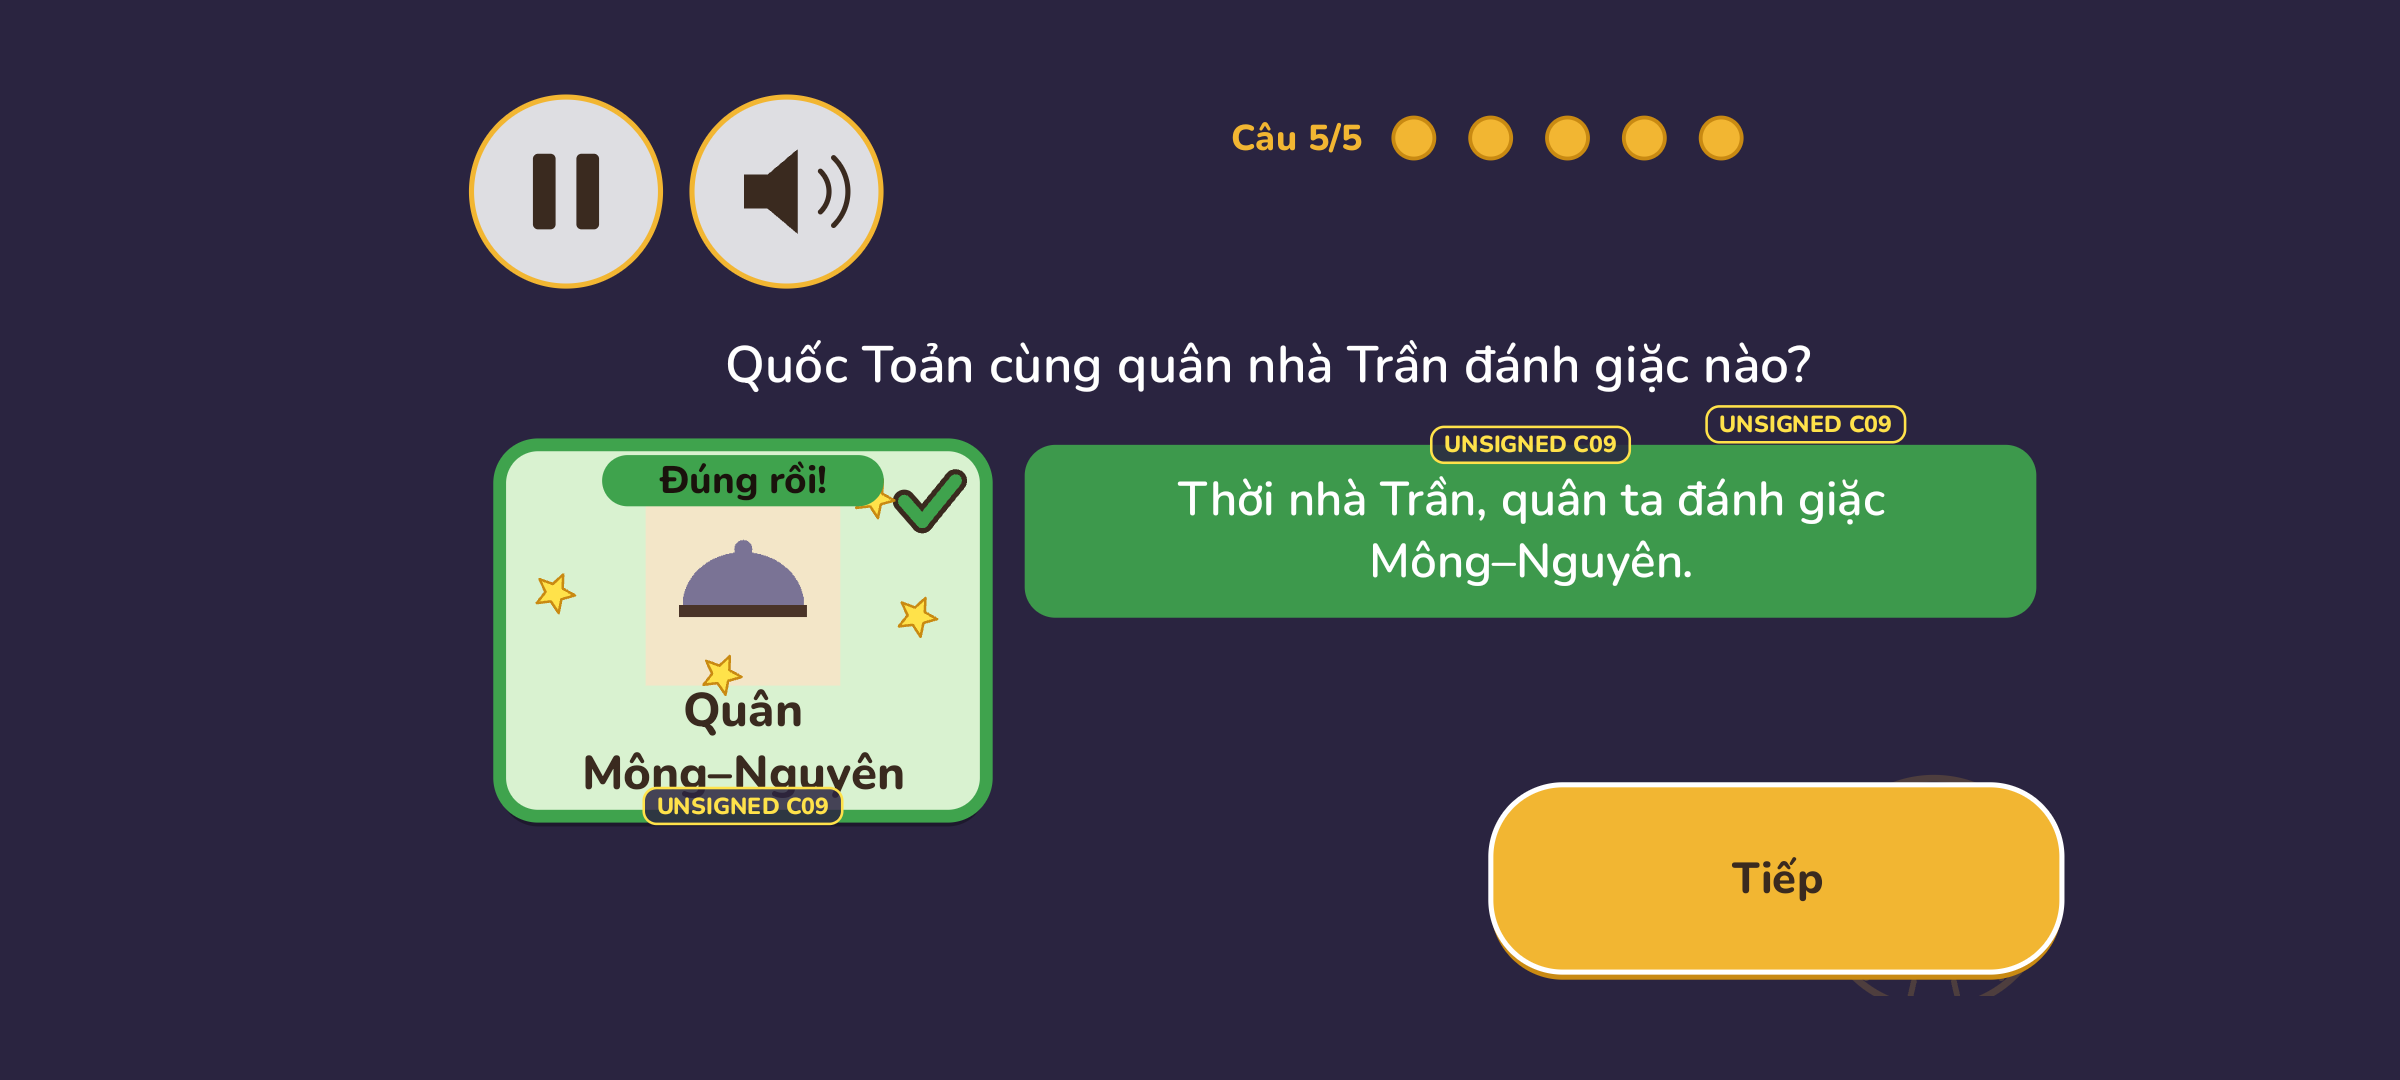 Câu 5/5
Quốc Toản cùng quân nhà Trần đánh giặc nào?
UNSIGNED C09
UNSIGNED C09
Đúng rồi!
Thời nhà Trần, quân ta đánh giặc
Mông–Nguyên.
Quân
Mông–Nguyên
UNSIGNED C09
Tiếp